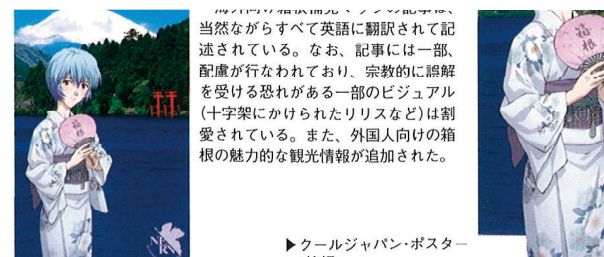 当然ながらすべて英語に翻訳されて記
述されている。なお、記事には一部、
配慮が行なわれており、宗教的に誤解
を受ける恐れがある一部のビジュアル
(十字架にかけられたリリスなど)は割
愛されている。また、外国人向けの箱
根の魅力的な観光情報が追加された。
箱根
箱根
▶クールジャパン・ポスター